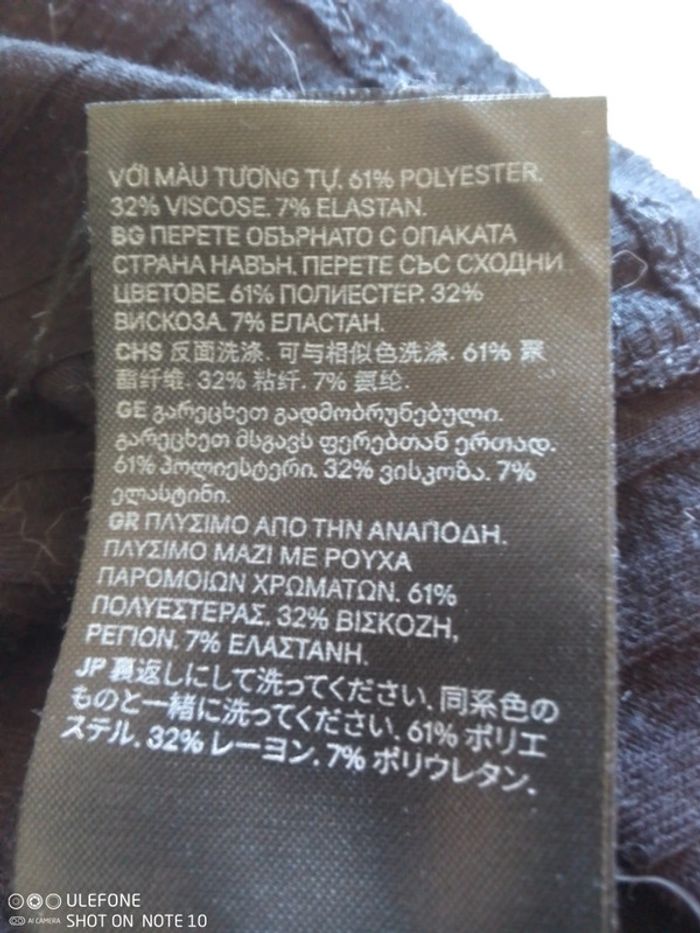 VỚI MÀU TƯƠNG TỰ. 61% POLYESTER.
32% VISCOSE. 7% ELASTAN.
BG ПЕРЕТЕ ОБЪРНАТО С ОПАКАТА
СТРАНА НАВЪН. ПЕРЕТЕ СЪС СХОДНИ
ЦВЕТОВЕ. 61% ПОЛИЕСТЕР. 32%
ВИСКОЗА. 7% ЕЛАСТАН.
CHS 反面洗涤. 可与相似色洗涤. 61% 聚
酯纤维. 32% 粘纤. 7% 氨纶.
GE გარეცხეთ გადმობრუნებული.
გარეცხეთ მსგავს ფერებთან ერთად.
61% პოლიესტერი. 32% ვისკოზა. 7%
ელასტინი.
GR ΠΛΥΣΙΜΟ ΑΠΟ ΤΗΝ ΑΝΑΠΟΔΗ.
ΠΛΥΣΙΜΟ ΜΑΖΙ ΜΕ ΡΟΥΧΑ
ΠΑΡΟΜΟΙΩΝ ΧΡΩΜΑΤΩΝ. 61%
ΠΟΛΥΕΣΤΕΡΑΣ. 32% ΒΙΣΚΟΖΗ,
ΡΕΓΙΟΝ. 7% ΕΛΑΣΤΑΝΗ.
JP 裏返しにして洗ってください. 同系色の
ものと一緒に洗ってください. 61% ポリエ
ステル. 32% レーヨン. 7% ポリウレタン.
ULEFONE
AI CAMERA SHOT ON NOTE 10